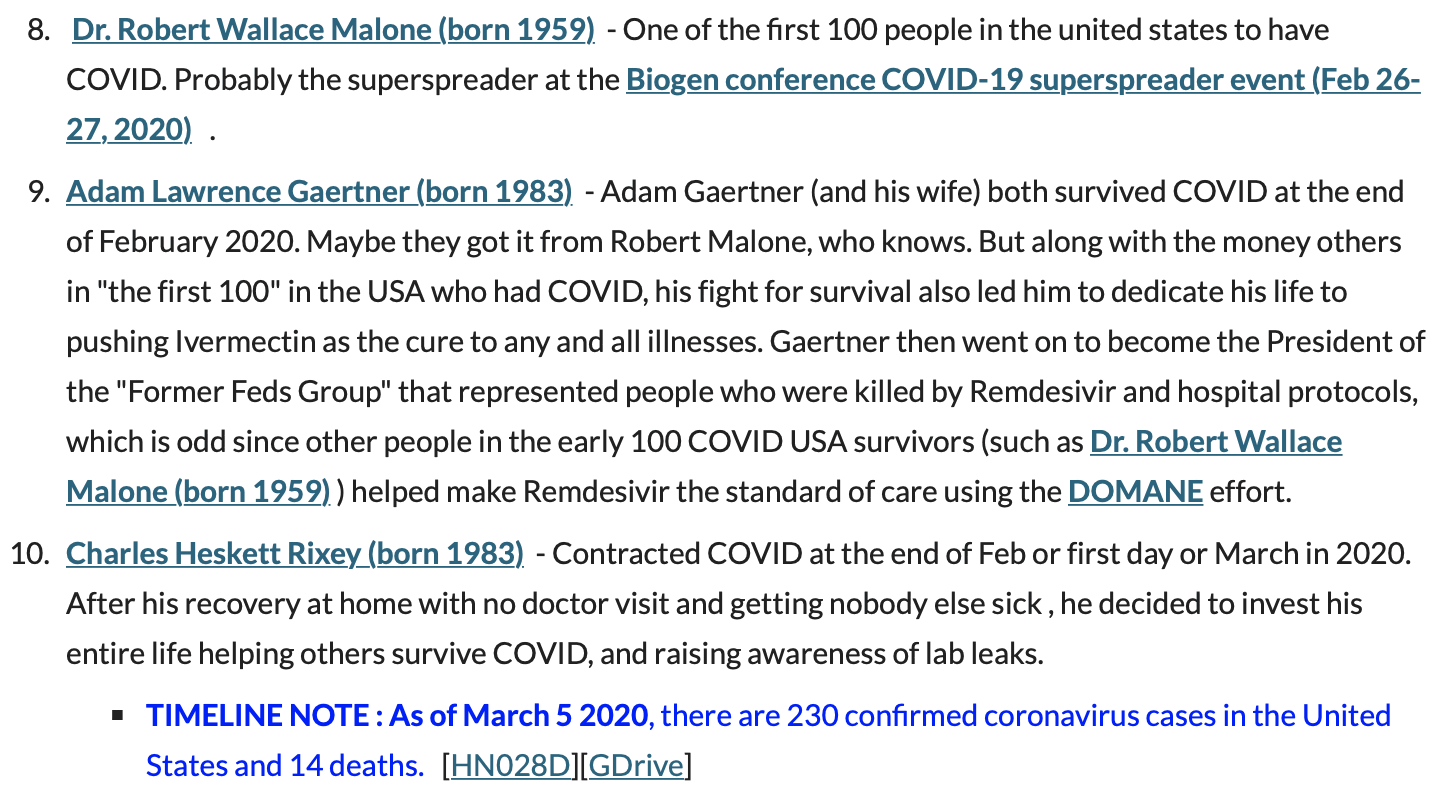 8. Dr. Robert Wallace Malone (born 1959) - One of the first 100 people in the united states to have
COVID. Probably the superspreader at the Biogen conference COVID-19 superspreader event (Feb 26-
27, 2020) .
9. Adam Lawrence Gaertner (born 1983) - Adam Gaertner (and his wife) both survived COVID at the end
of February 2020. Maybe they got it from Robert Malone, who knows. But along with the money others
in "the first 100" in the USA who had COVID, his fight for survival also led him to dedicate his life to
pushing Ivermectin as the cure to any and all illnesses. Gaertner then went on to become the President of
the "Former Feds Group" that represented people who were killed by Remdesivir and hospital protocols,
which is odd since other people in the early 100 COVID USA survivors (such as Dr. Robert Wallace
Malone (born 1959) ) helped make Remdesivir the standard of care using the DOMANE effort.
10. Charles Heskett Rixey (born 1983) - Contracted COVID at the end of Feb or first day or March in 2020.
After his recovery at home with no doctor visit and getting nobody else sick , he decided to invest his
entire life helping others survive COVID, and raising awareness of lab leaks.
▪ TIMELINE NOTE : As of March 5 2020, there are 230 confirmed coronavirus cases in the United
States and 14 deaths. [HN028D][GDrive]